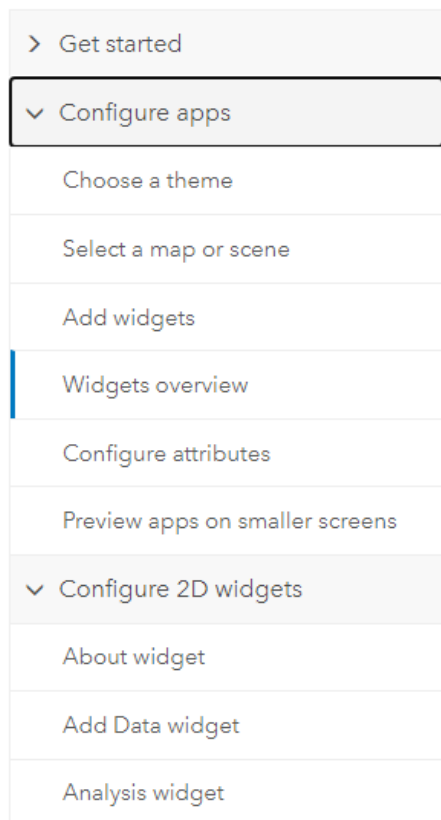 Get started
Configure apps
Choose a theme
Select a map or scene
Add widgets
Widgets overview
Configure attributes
Preview apps on smaller screens
Configure 2D widgets
About widget
Add Data widget
Analysis widget